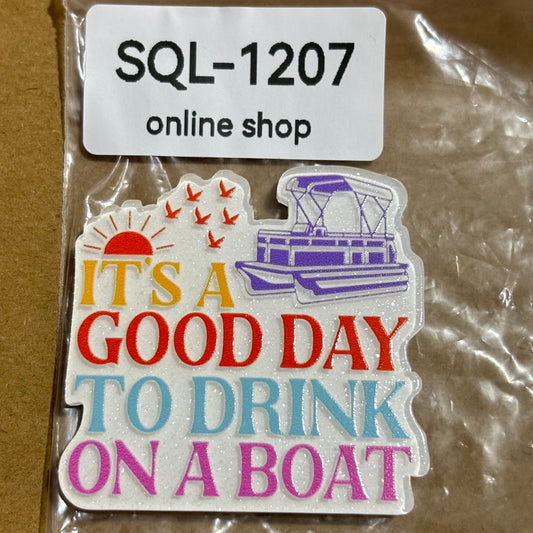 SQL-1207
online shop
IT'S A
GOOD DAY
TO DRINK
ON A BOAT